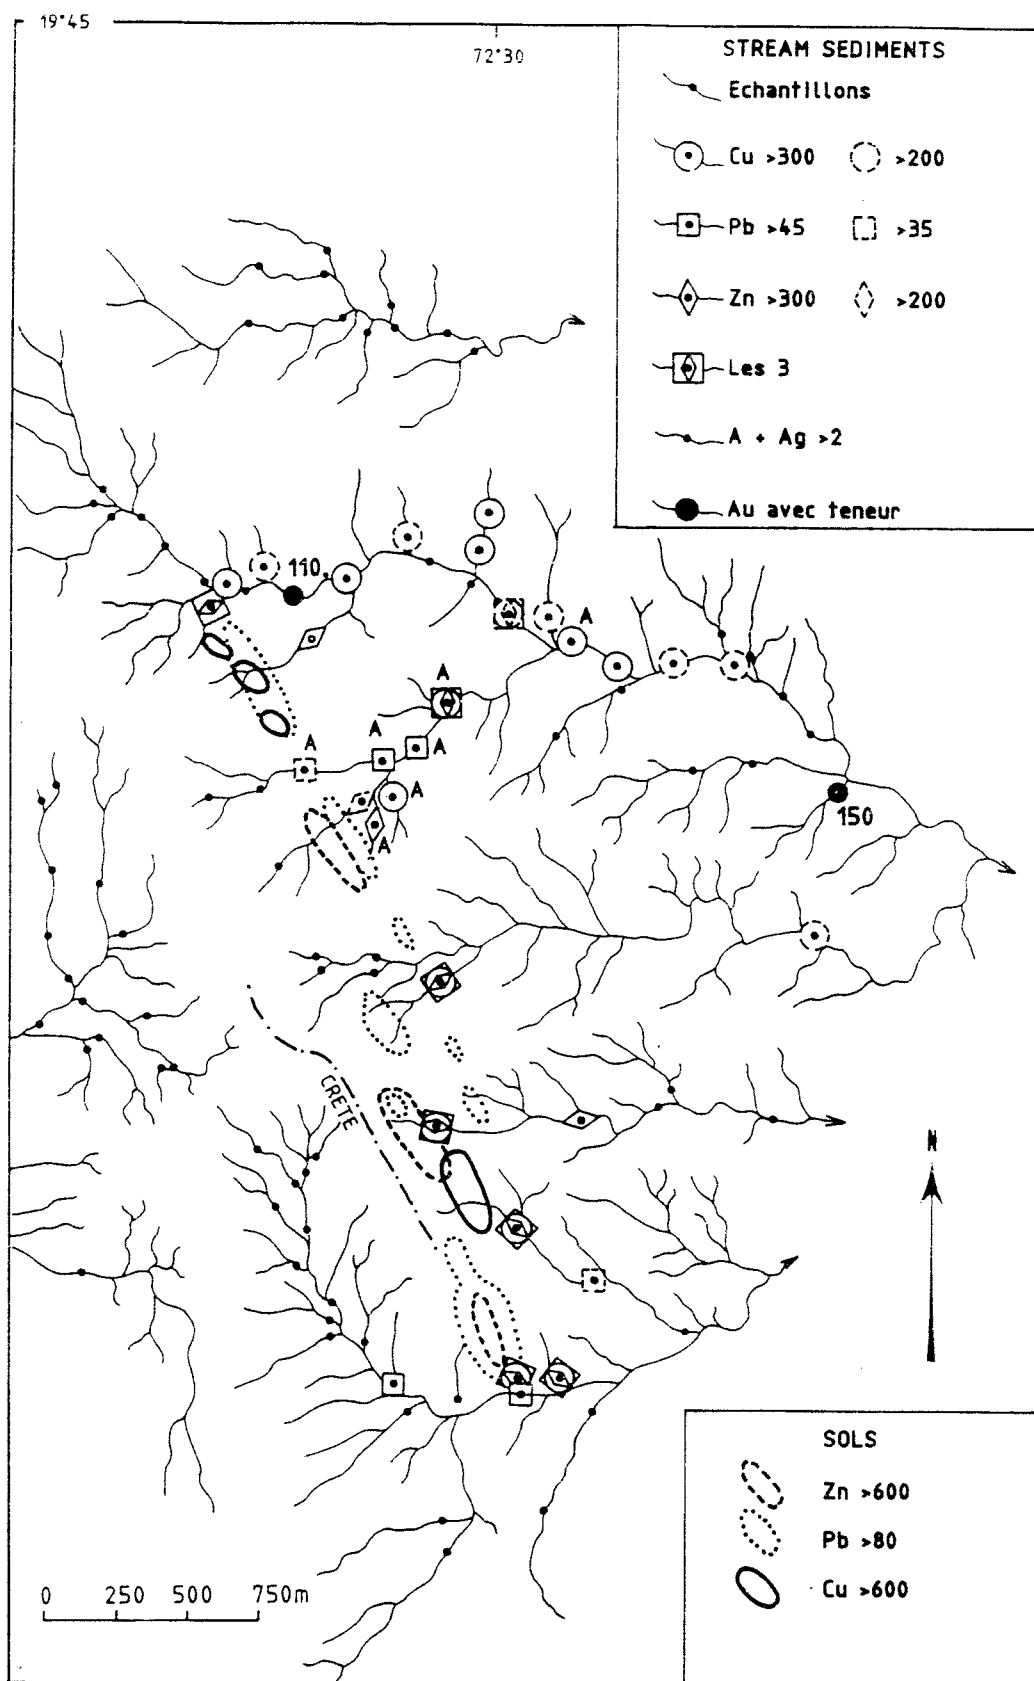 19°45
72°30
STREAM SEDIMENTS
Echantillons
Cu >300 >200
Pb >45 >35
Zn >300 >200
Les 3
A + Ag >2
Au avec teneur
110.
A
A
A
A
A
A
A
150
CRETE
N
SOLS
Zn >600
Pb >80
Cu >600
0 250 500 750m